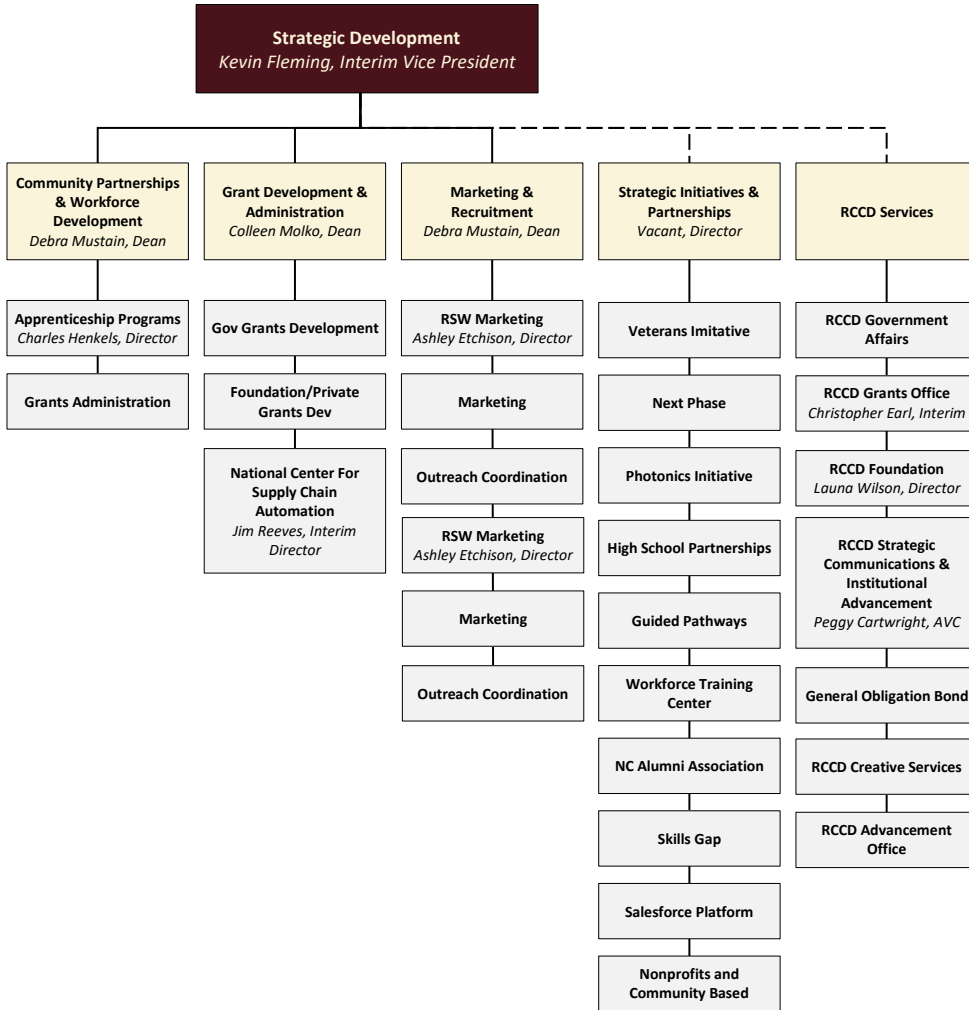 Strategic Development
Kevin Fleming, Interim Vice President
Community Partnerships
& Workforce
Development
Debra Mustain, Dean
Apprenticeship Programs
Charles Henkels, Director
Grants Administration
Grant Development &
Administration
Colleen Molko, Dean
Gov Grants Development
Foundation/Private
Grants Dev
National Center For
Supply Chain
Automation
Jim Reeves, Interim
Director
Marketing &
Recruitment
Debra Mustain, Dean
RSW Marketing
Ashley Etchison, Director
Marketing
Outreach Coordination
RSW Marketing
Ashley Etchison, Director
Marketing
Outreach Coordination
Strategic Initiatives &
Partnerships
Vacant, Director
Veterans Imitative
Next Phase
Photonics Initiative
High School Partnerships
Guided Pathways
Workforce Training
Center
NC Alumni Association
Skills Gap
Salesforce Platform
Nonprofits and
Community Based
RCCD Services
RCCD Government
Affairs
RCCD Grants Office
Christopher Earl, Interim
RCCD Foundation
Launa Wilson, Director
RCCD Strategic
Communications &
Institutional
Advancement
Peggy Cartwright, AVC
General Obligation Bond
RCCD Creative Services
RCCD Advancement
Office